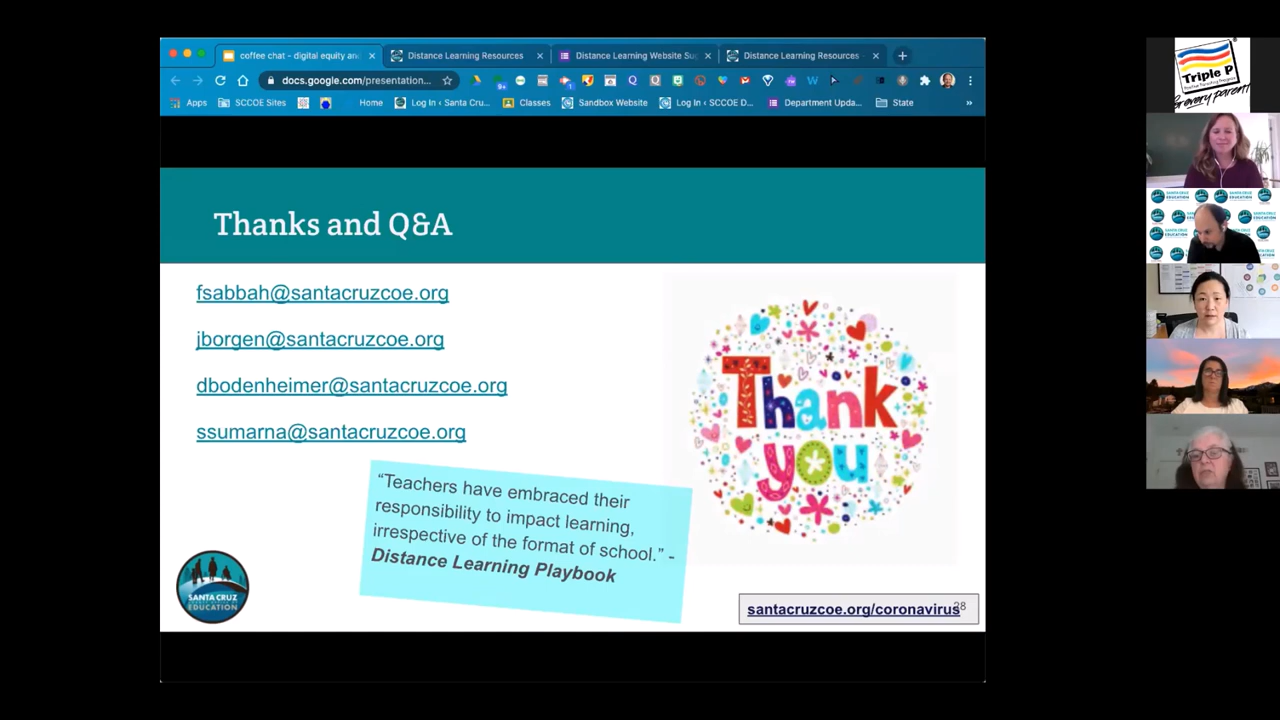 coffee chat - digital equity and
Distance Learning Resources
Distance Learning Website Su
Distance Learning Resources
docs.google.com/presentation...
Apps
SCCOE Sites
Home
Log In ‹ Santa Cru...
Classes
Sandbox Website
Log In ‹ SCCOE D...
Department Upda...
State
»
Thanks and Q&A
fsabbah@santacruzcoe.org
jborgen@santacruzcoe.org
dbodenheimer@santacruzcoe.org
ssumarna@santacruzcoe.org
Thank
you
“Teachers have embraced their
responsibility to impact learning,
irrespective of the format of school.” -
Distance Learning Playbook
SANTA CRUZ
EDUCATION
santacruzcoe.org/coronavirus
28
Triple P